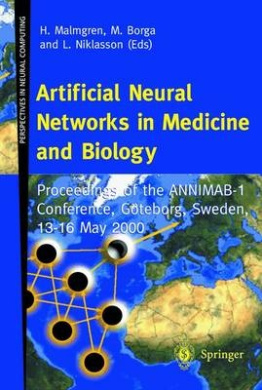 PERSPECTIVES IN NEURAL COMPUTING
H. Malmgren, M. Borga
and L. Niklasson (Eds)
Artificial Neural
Networks in Medicine
and Biology
Proceedings of the ANNIMAB-1
Conference, Göteborg, Sweden,
13-16 May 2000
Springer